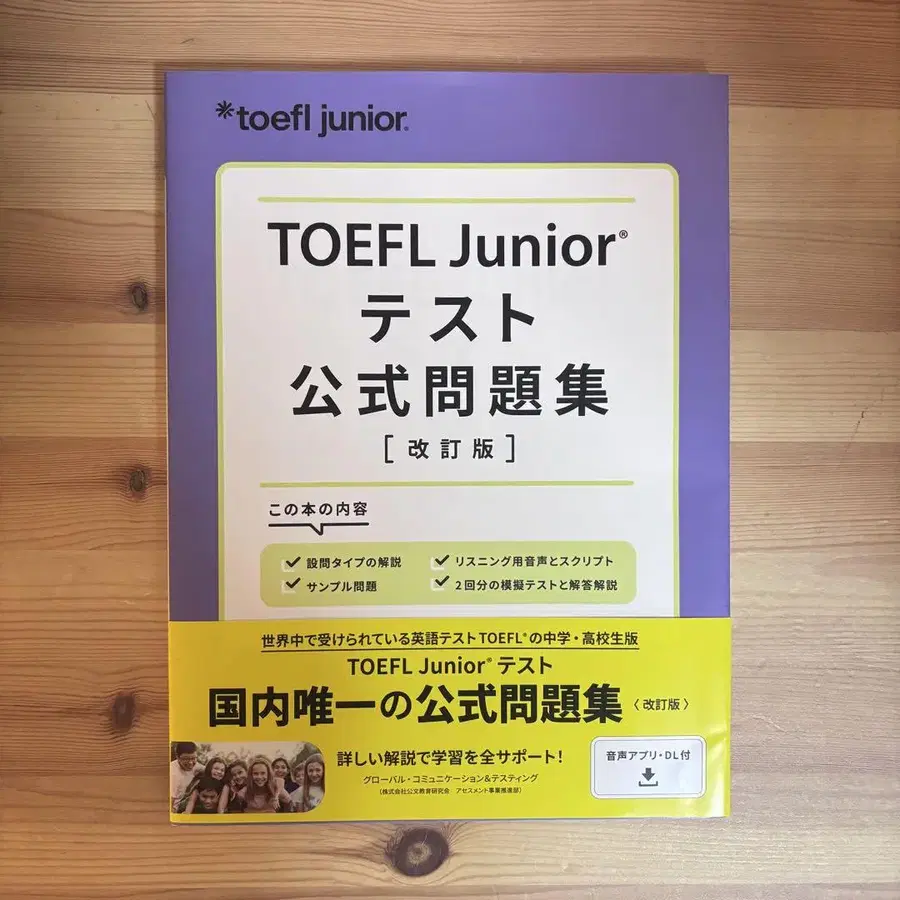 *toefl junior®
TOEFL Junior®
テスト
公式問題集
[改訂版]
この本の内容
設問タイプの解説
リスニング用音声とスクリプト
サンプル問題
2回分の模擬テストと解答解説
世界中で受けられている英語テストTOEFL®の中学・高校生版
TOEFL Junior® テスト
国内唯一の公式問題集〈改訂版〉
詳しい解説で学習を全サポート!
グローバル・コミュニケーション&テスティング
(株式会社公文教育研究会 アセスメント事業推進部)
音声アプリ・DL付